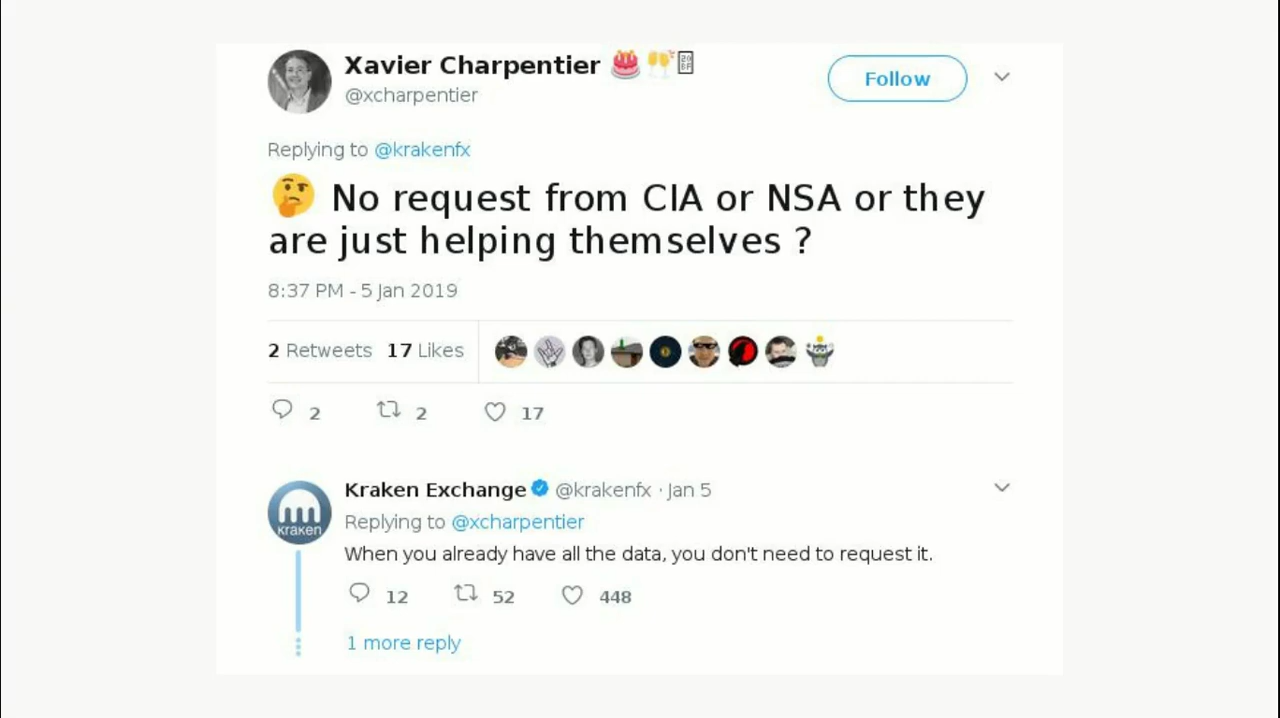 Xavier Charpentier 🎂 🥂
@xcharpentier
Follow
Replying to @krakenfx
🤔 No request from CIA or NSA or they
are just helping themselves ?
8:37 PM - 5 Jan 2019
2 Retweets 17 Likes
2 2 17
Kraken Exchange @krakenfx · Jan 5
kraken
Replying to @xcharpentier
When you already have all the data, you don't need to request it.
12 52 448
1 more reply